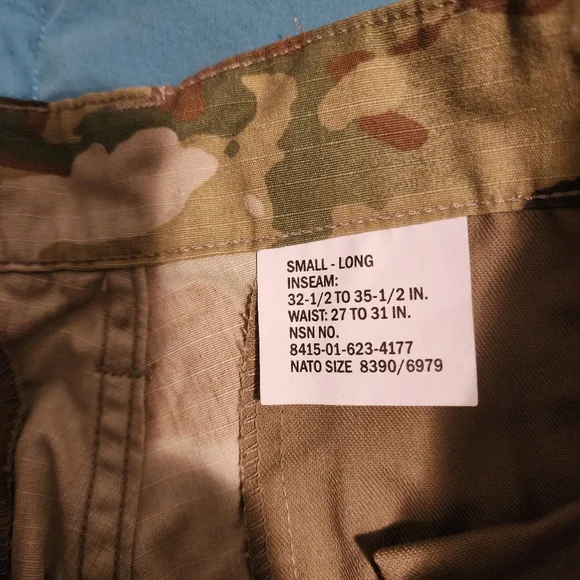 SMALL - LONG
INSEAM:
32-1/2 TO 35-1/2 IN.
WAIST: 27 TO 31 IN.
NSN NO.
8415-01-623-4177
NATO SIZE 8390/6979